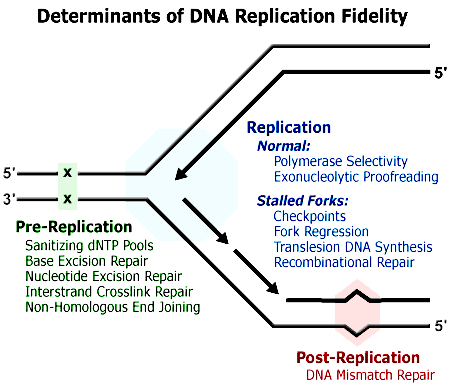 Determinants of DNA Replication Fidelity
5'
Replication
Normal:
Polymerase Selectivity
Exonucleolytic Proofreading
5'
x
3'
x
Stalled Forks:
Checkpoints
Fork Regression
Translesion DNA Synthesis
Recombinational Repair
Pre-Replication
Sanitizing dNTP Pools
Base Excision Repair
Nucleotide Excision Repair
Interstrand Crosslink Repair
Non-Homologous End Joining
5'
Post-Replication
DNA Mismatch Repair